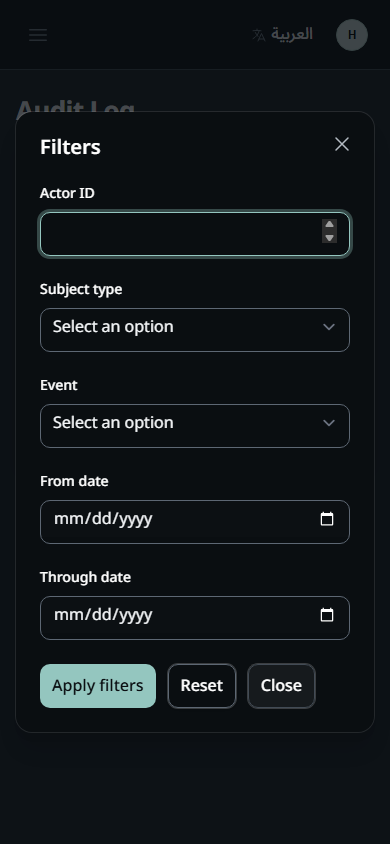 العربية
H
Audit Log
Filters
Actor ID
Subject type
Select an option
Event
Select an option
From date
mm/dd/yyyy
Through date
mm/dd/yyyy
Apply filters
Reset
Close